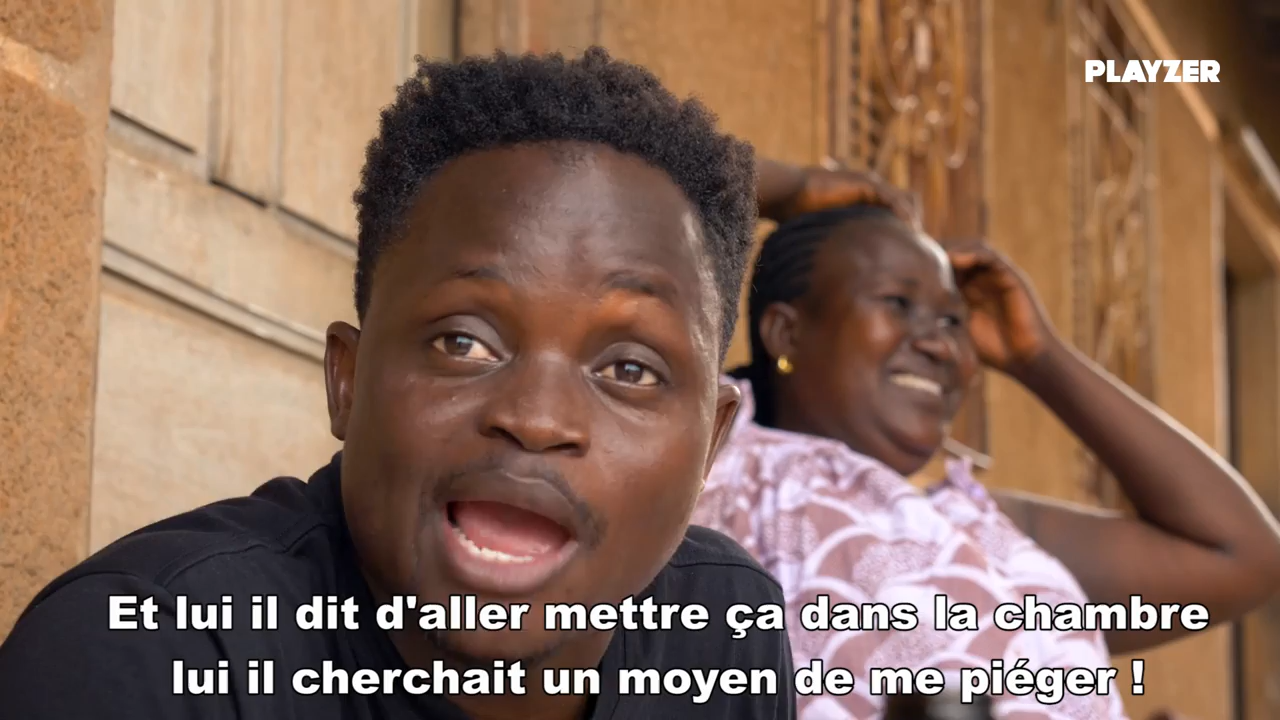 PLAYZER
Et lui il dit d'aller mettre ça dans la chambre
lui il cherchait un moyen de me piéger !